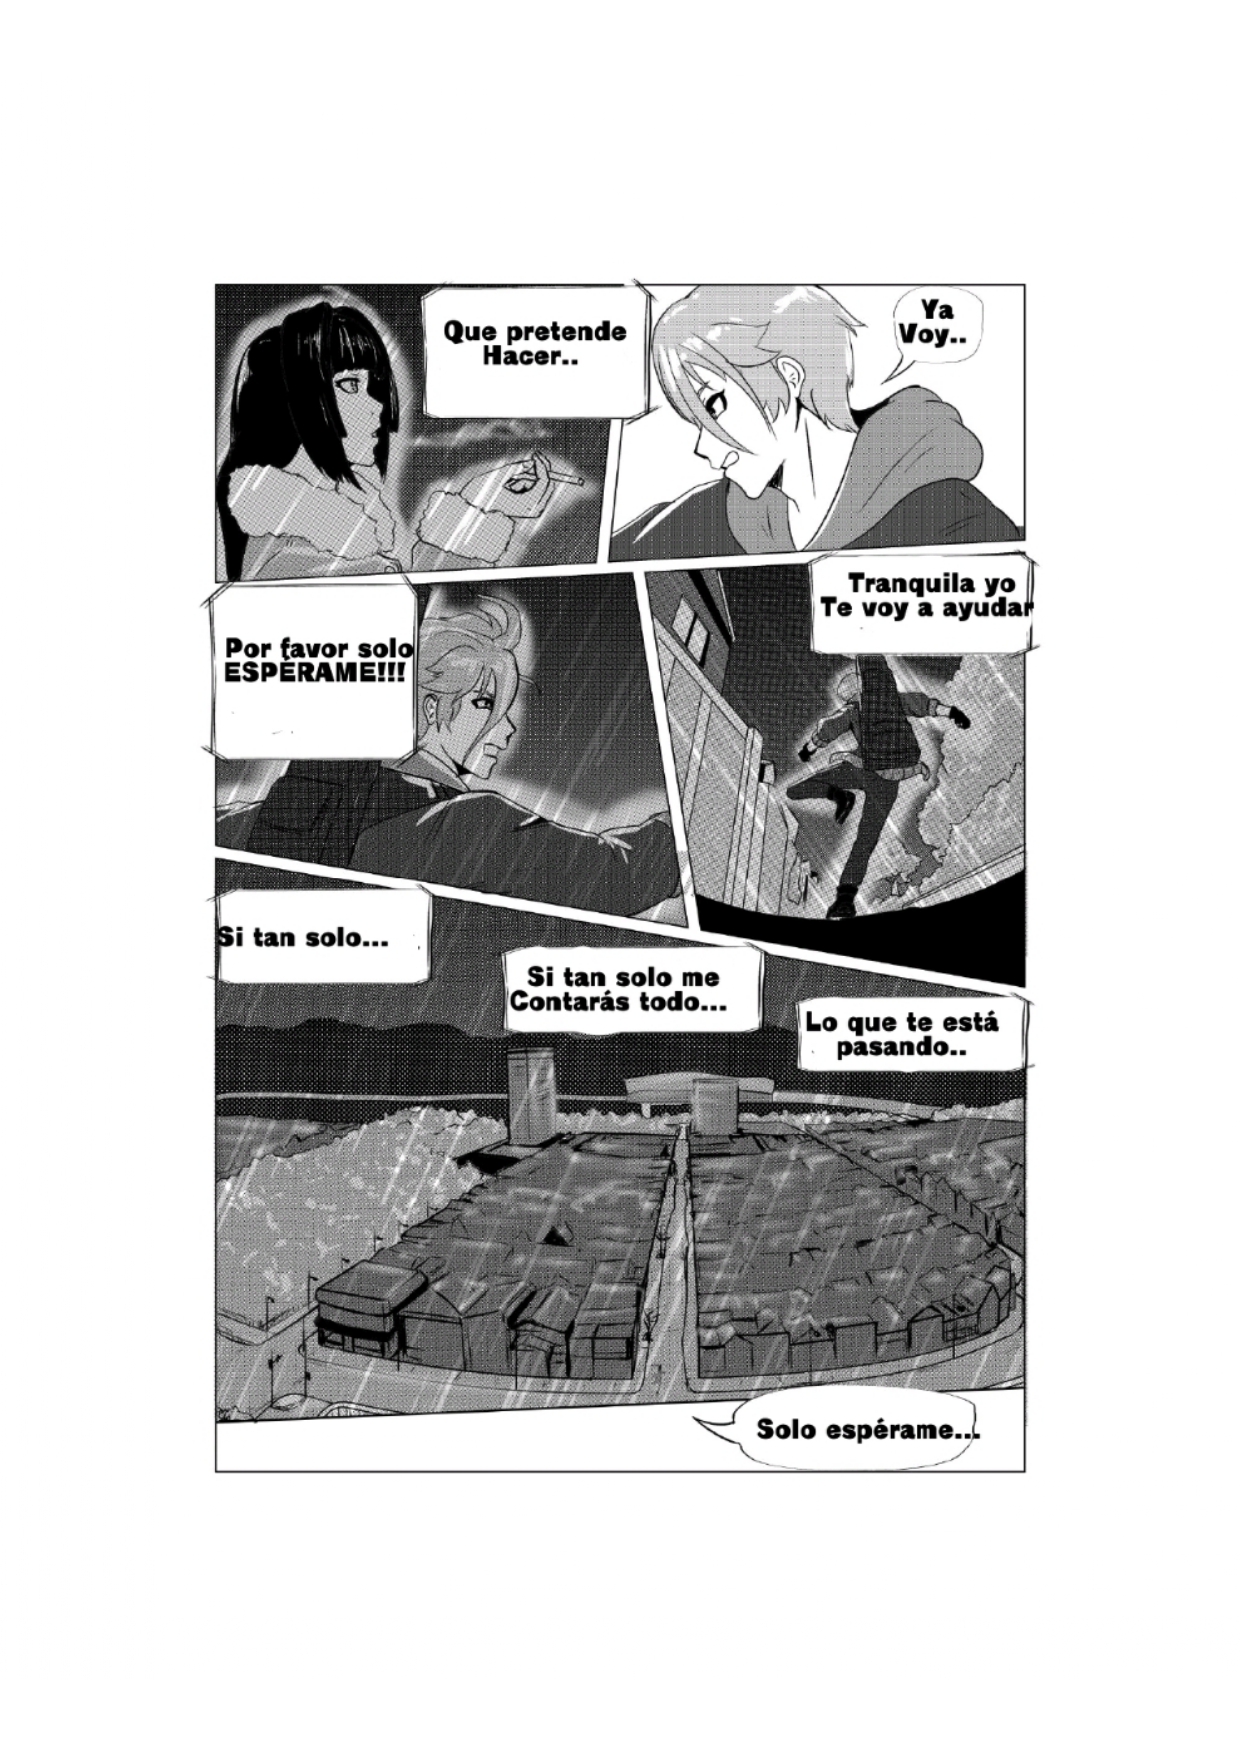 Que pretende
Hacer..
Ya
Voy..
Por favor solo
ESPÉRAME!!!
Tranquila yo
Te voy a ayudar
Si tan solo...
Si tan solo me
Contarás todo...
Lo que te está
pasando..
Solo espérame...